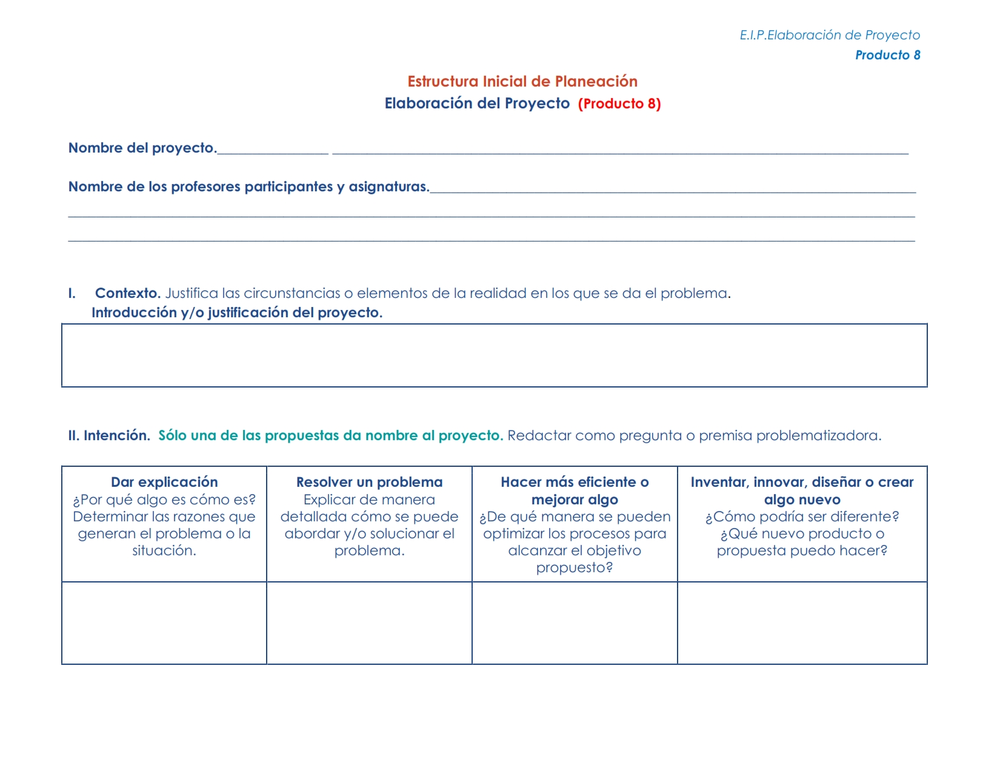 E.I.P.Elaboración de Proyecto
Producto 8
Estructura Inicial de Planeación
Elaboración del Proyecto (Producto 8)
Nombre del proyecto.________________ ____________________________________________________________________________________
Nombre de los profesores participantes y asignaturas._______________________________________________________________________
____________________________________________________________________________________________________________________________
____________________________________________________________________________________________________________________________
I. Contexto. Justifica las circunstancias o elementos de la realidad en los que se da el problema.
Introducción y/o justificación del proyecto.
II. Intención. Sólo una de las propuestas da nombre al proyecto. Redactar como pregunta o premisa problematizadora.
Dar explicación
¿Por qué algo es cómo es?
Determinar las razones que
generan el problema o la
situación.
Resolver un problema
Explicar de manera
detallada cómo se puede
abordar y/o solucionar el
problema.
Hacer más eficiente o
mejorar algo
¿De qué manera se pueden
optimizar los procesos para
alcanzar el objetivo
propuesto?
Inventar, innovar, diseñar o crear
algo nuevo
¿Cómo podría ser diferente?
¿Qué nuevo producto o
propuesta puedo hacer?